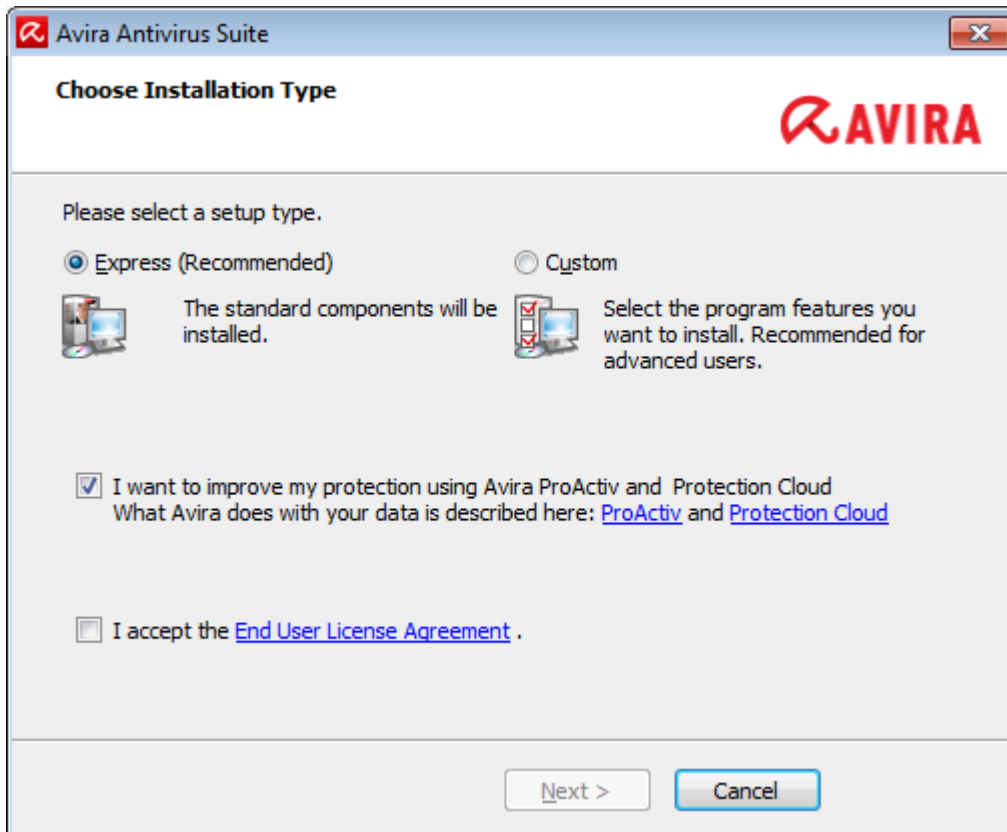 Avira Antivirus Suite
Choose Installation Type
AVIRA
Please select a setup type.
Express (Recommended)
Custom
The standard components will be
installed.
Select the program features you
want to install. Recommended for
advanced users.
I want to improve my protection using Avira ProActiv and  Protection Cloud
What Avira does with your data is described here: ProActiv and Protection Cloud
I accept the End User License Agreement .
Next >
Cancel